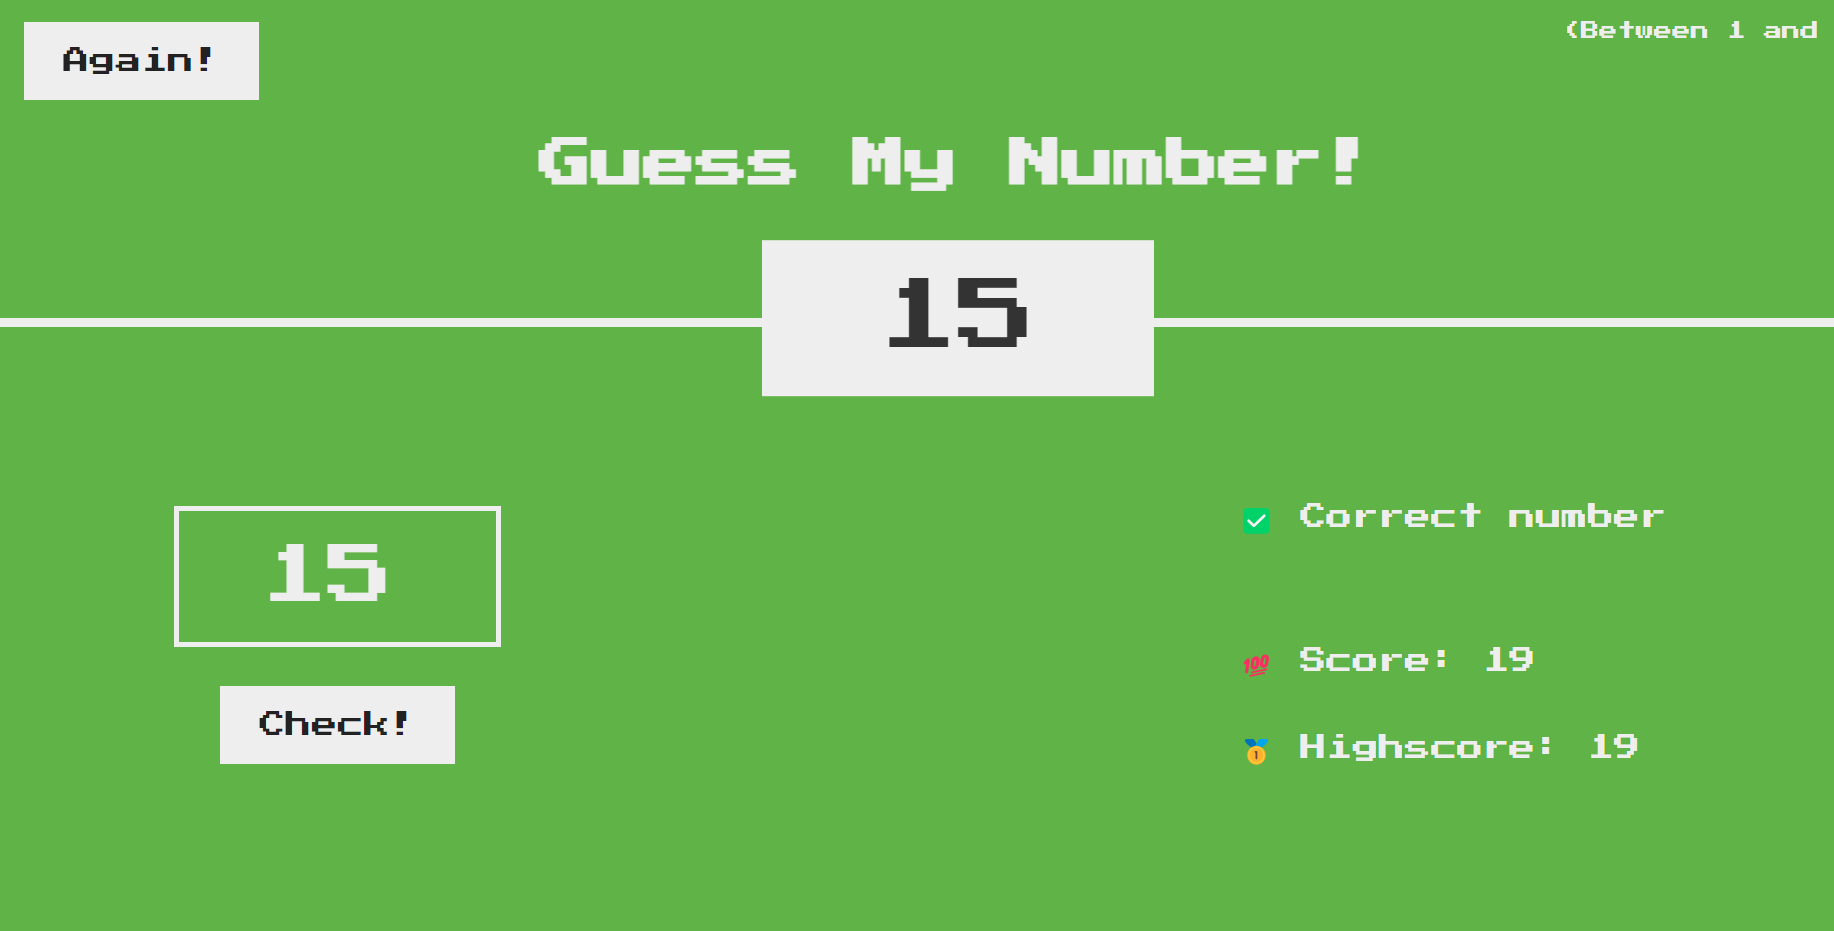 Again!
(Between 1 and
Guess My Number!
15
15
Check!
✅ Correct number
💯 Score: 19
🥇 Highscore: 19